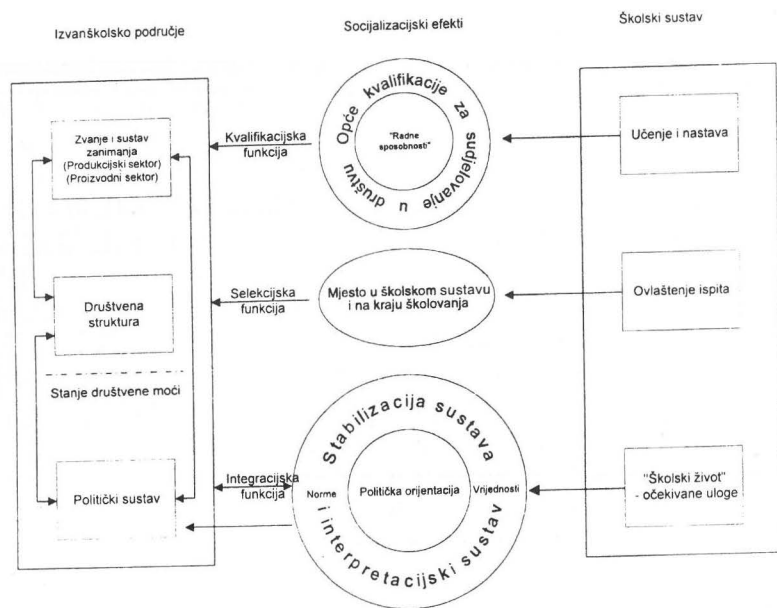 Izvanškolsko područje
Socijalizacijski efekti
Školski sustav
Zvanje i sustav
zanimanja
(Produkcijski sektor)
(Proizvodni sektor)
Kvalifikacijska
funkcija
Opće kvalifikacije za sudjelovanje u društvu
"Radne
sposobnosti"
Učenje i nastava
Društvena
struktura
Selekcijska
funkcija
Mjesto u školskom sustavu
i na kraju školovanja
Ovlaštenje ispita
Stanje društvene moći
Politički sustav
Integracijska
funkcija
Stabilizacija sustava
Norme
Politička orijentacija
Vrijednosti
i interpretacijski sustav
"Školski život"
- očekivane uloge